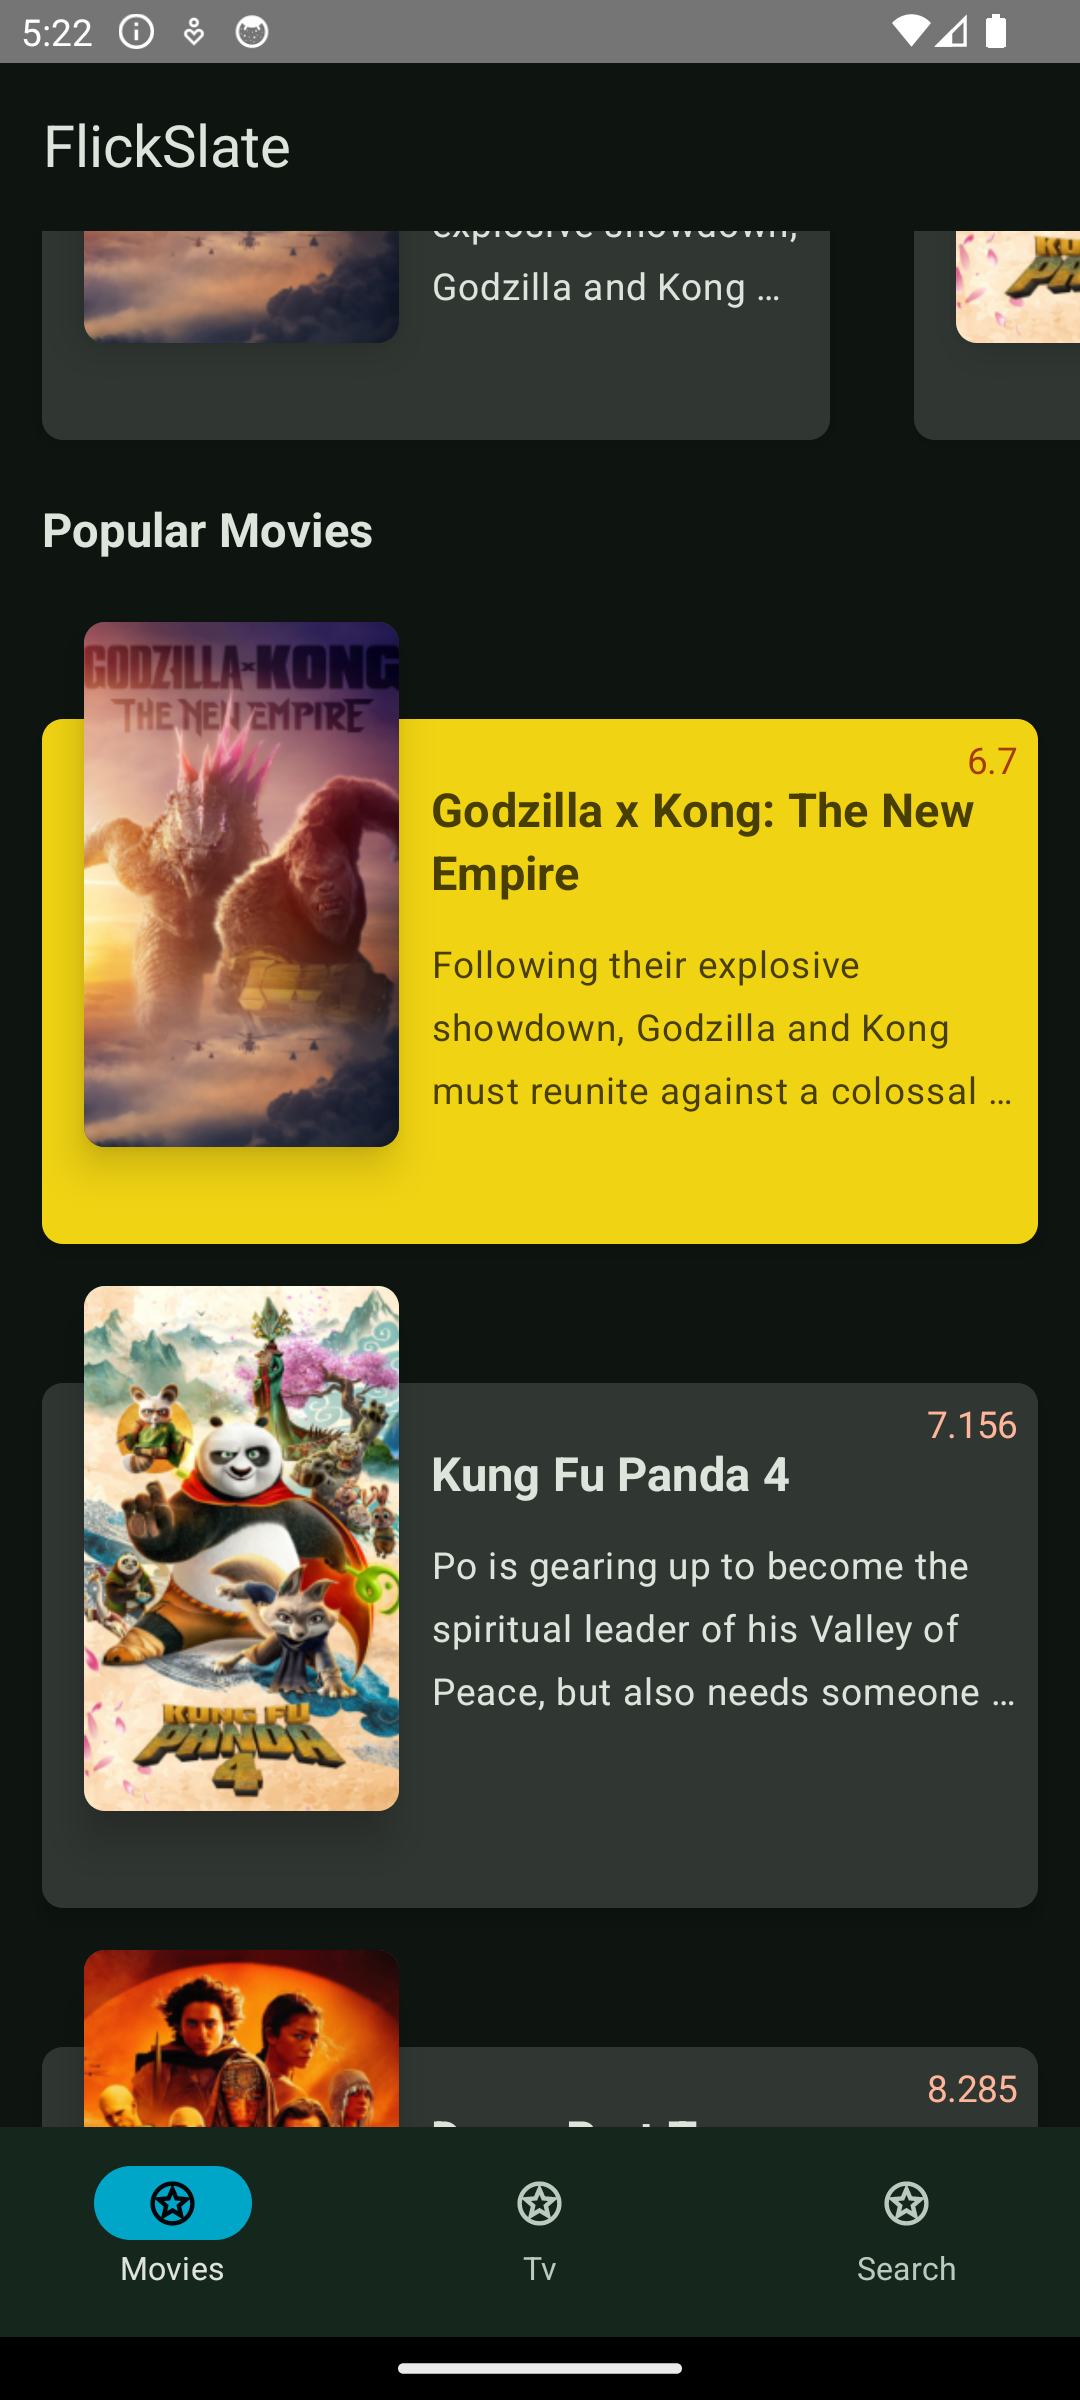 5:22
FlickSlate
explosive showdown,
Godzilla and Kong ...
Popular Movies
GODZILLA x KONG
THE NEW EMPIRE
6.7
Godzilla x Kong: The New
Empire
Following their explosive
showdown, Godzilla and Kong
must reunite against a colossal ...
7.156
Kung Fu Panda 4
Po is gearing up to become the
spiritual leader of his Valley of
Peace, but also needs someone ...
KUNG FU
PANDA
4
8.285
Movies
Tv
Search